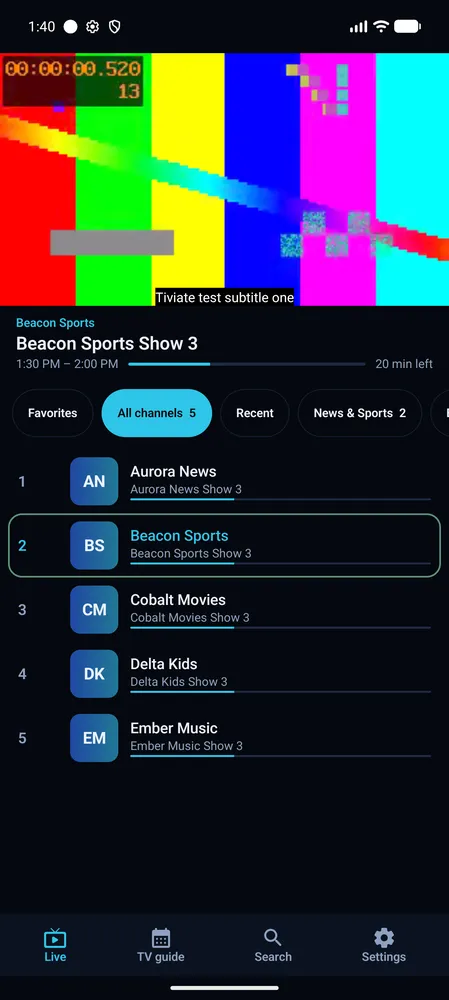 1:40
00:00:00.520
13
Tiviate test subtitle one
Beacon Sports
Beacon Sports Show 3
1:30 PM – 2:00 PM 20 min left
Favorites All channels 5 Recent News & Sports 2
1 AN Aurora News
Aurora News Show 3
2 BS Beacon Sports
Beacon Sports Show 3
3 CM Cobalt Movies
Cobalt Movies Show 3
4 DK Delta Kids
Delta Kids Show 3
5 EM Ember Music
Ember Music Show 3
Live TV guide Search Settings